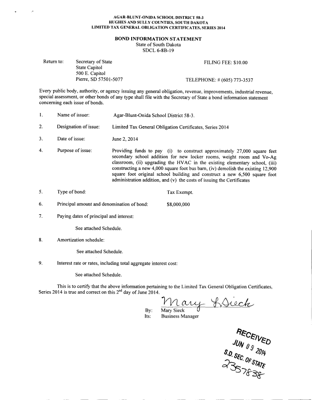 AGAR-BLUNT-ONIDA SCHOOL DISTRICT 58-3
HUGHES AND SULLY COUNTIES, SOUTH DAKOTA
LIMITED TAX GENERAL OBLIGATION CERTIFICATES, SERIES 2014
BOND INFORMATION STATEMENT
State of South Dakota
SDCL 6-8B-19
Return to: Secretary of State FILING FEE: $10.00
State Capitol
500 E. Capitol
Pierre, SD 57501-5077 TELEPHONE: # (605) 773-3537
Every public body, authority, or agency issuing any general obligation, revenue, improvements, industrial revenue,
special assessment, or other bonds of any type shall file with the Secretary of State a bond information statement
concerning each issue of bonds.
1. Name of issuer: Agar-Blunt-Onida School District 58-3.
2. Designation of issue: Limited Tax General Obligation Certificates, Series 2014
3. Date of issue: June 2, 2014
4. Purpose of issue: Providing funds to pay (i) to construct approximately 27,000 square feet
secondary school addition for new locker rooms, weight room and Vo-Ag
classroom, (ii) upgrading the HVAC in the existing elementary school, (iii)
constructing a new 4,000 square foot bus barn, (iv) demolish the existing 12,900
square foot original school building and construct a new 6,500 square foot
administration addition, and (v) the costs of issuing the Certificates
5. Type of bond: Tax Exempt.
6. Principal amount and denomination of bond: $8,000,000
7. Paying dates of principal and interest:
See attached Schedule.
8. Amortization schedule:
See attached Schedule.
9. Interest rate or rates, including total aggregate interest cost:
See attached Schedule.
This is to certify that the above information pertaining to the Limited Tax General Obligation Certificates,
Series 2014 is true and correct on this 2nd day of June 2014.
Mary Sieck
By: Mary Sieck
Its: Business Manager
RECEIVED
JUN 03 2014
S.D. SEC. OF STATE
2357838